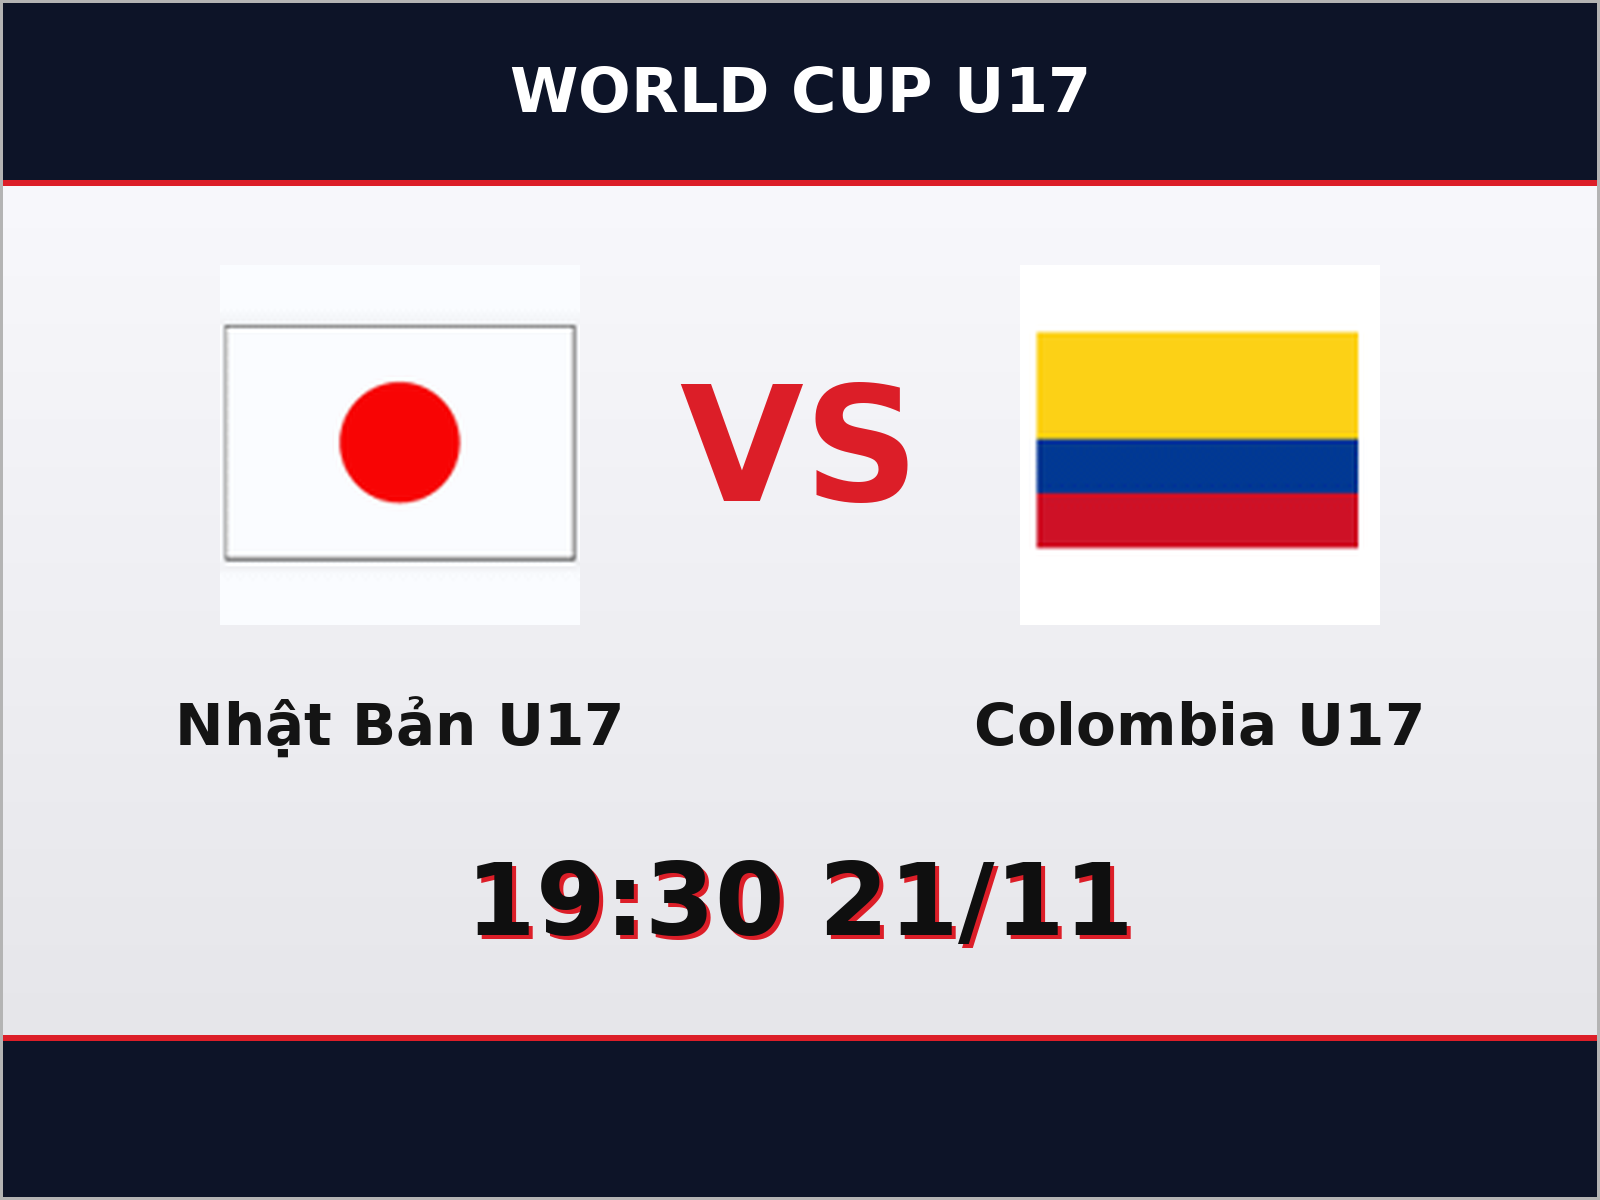 WORLD CUP U17
VS
Nhật Bản U17
Colombia U17
19:30 21/11